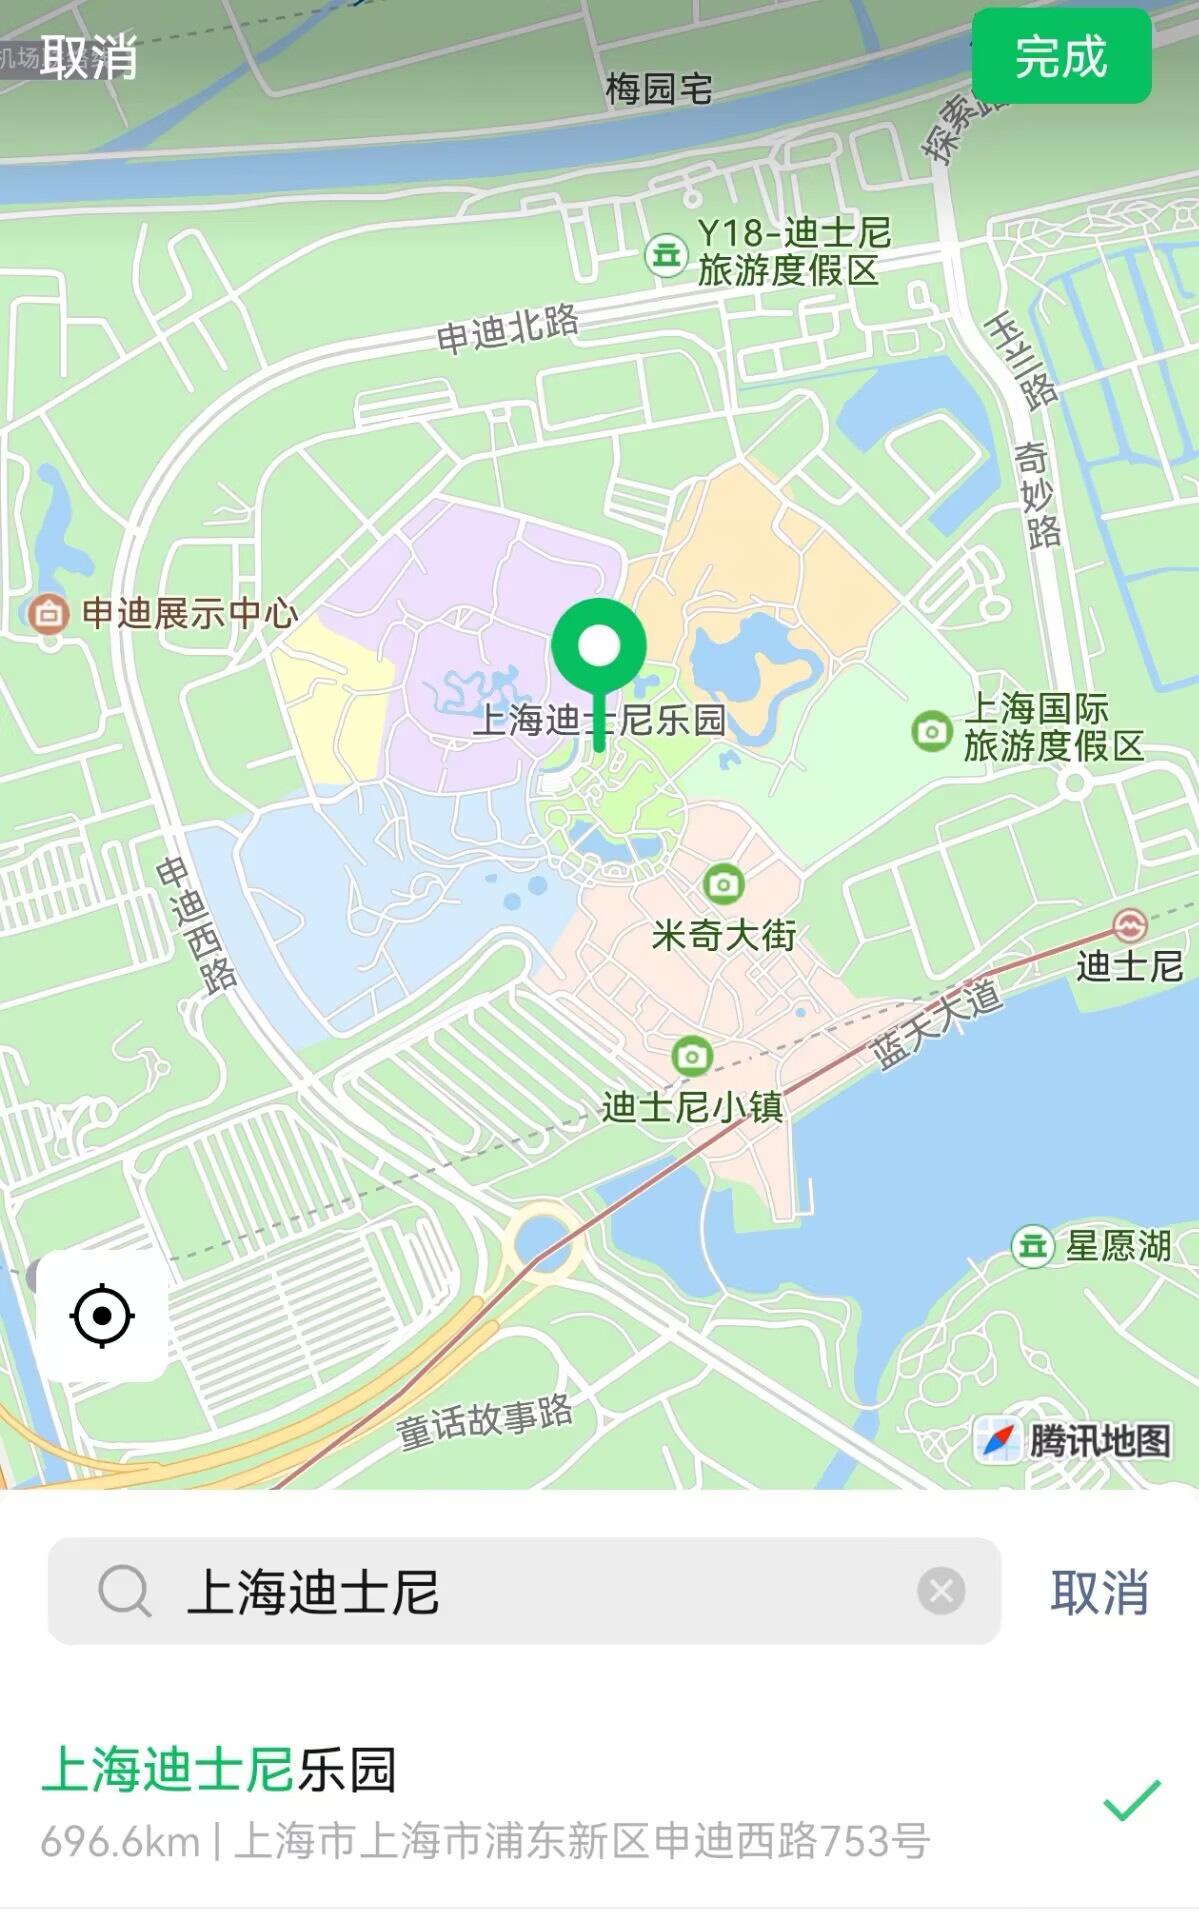 取消
完成
梅园宅
探索路
Y18-迪士尼
旅游度假区
申迪北路
玉兰路
奇妙路
申迪展示中心
上海迪士尼乐园
上海国际
旅游度假区
申迪西路
米奇大街
迪士尼
蓝天大道
迪士尼小镇
星愿湖
童话故事路
腾讯地图
上海迪士尼
取消
上海迪士尼乐园
696.6km | 上海市上海市浦东新区申迪西路753号